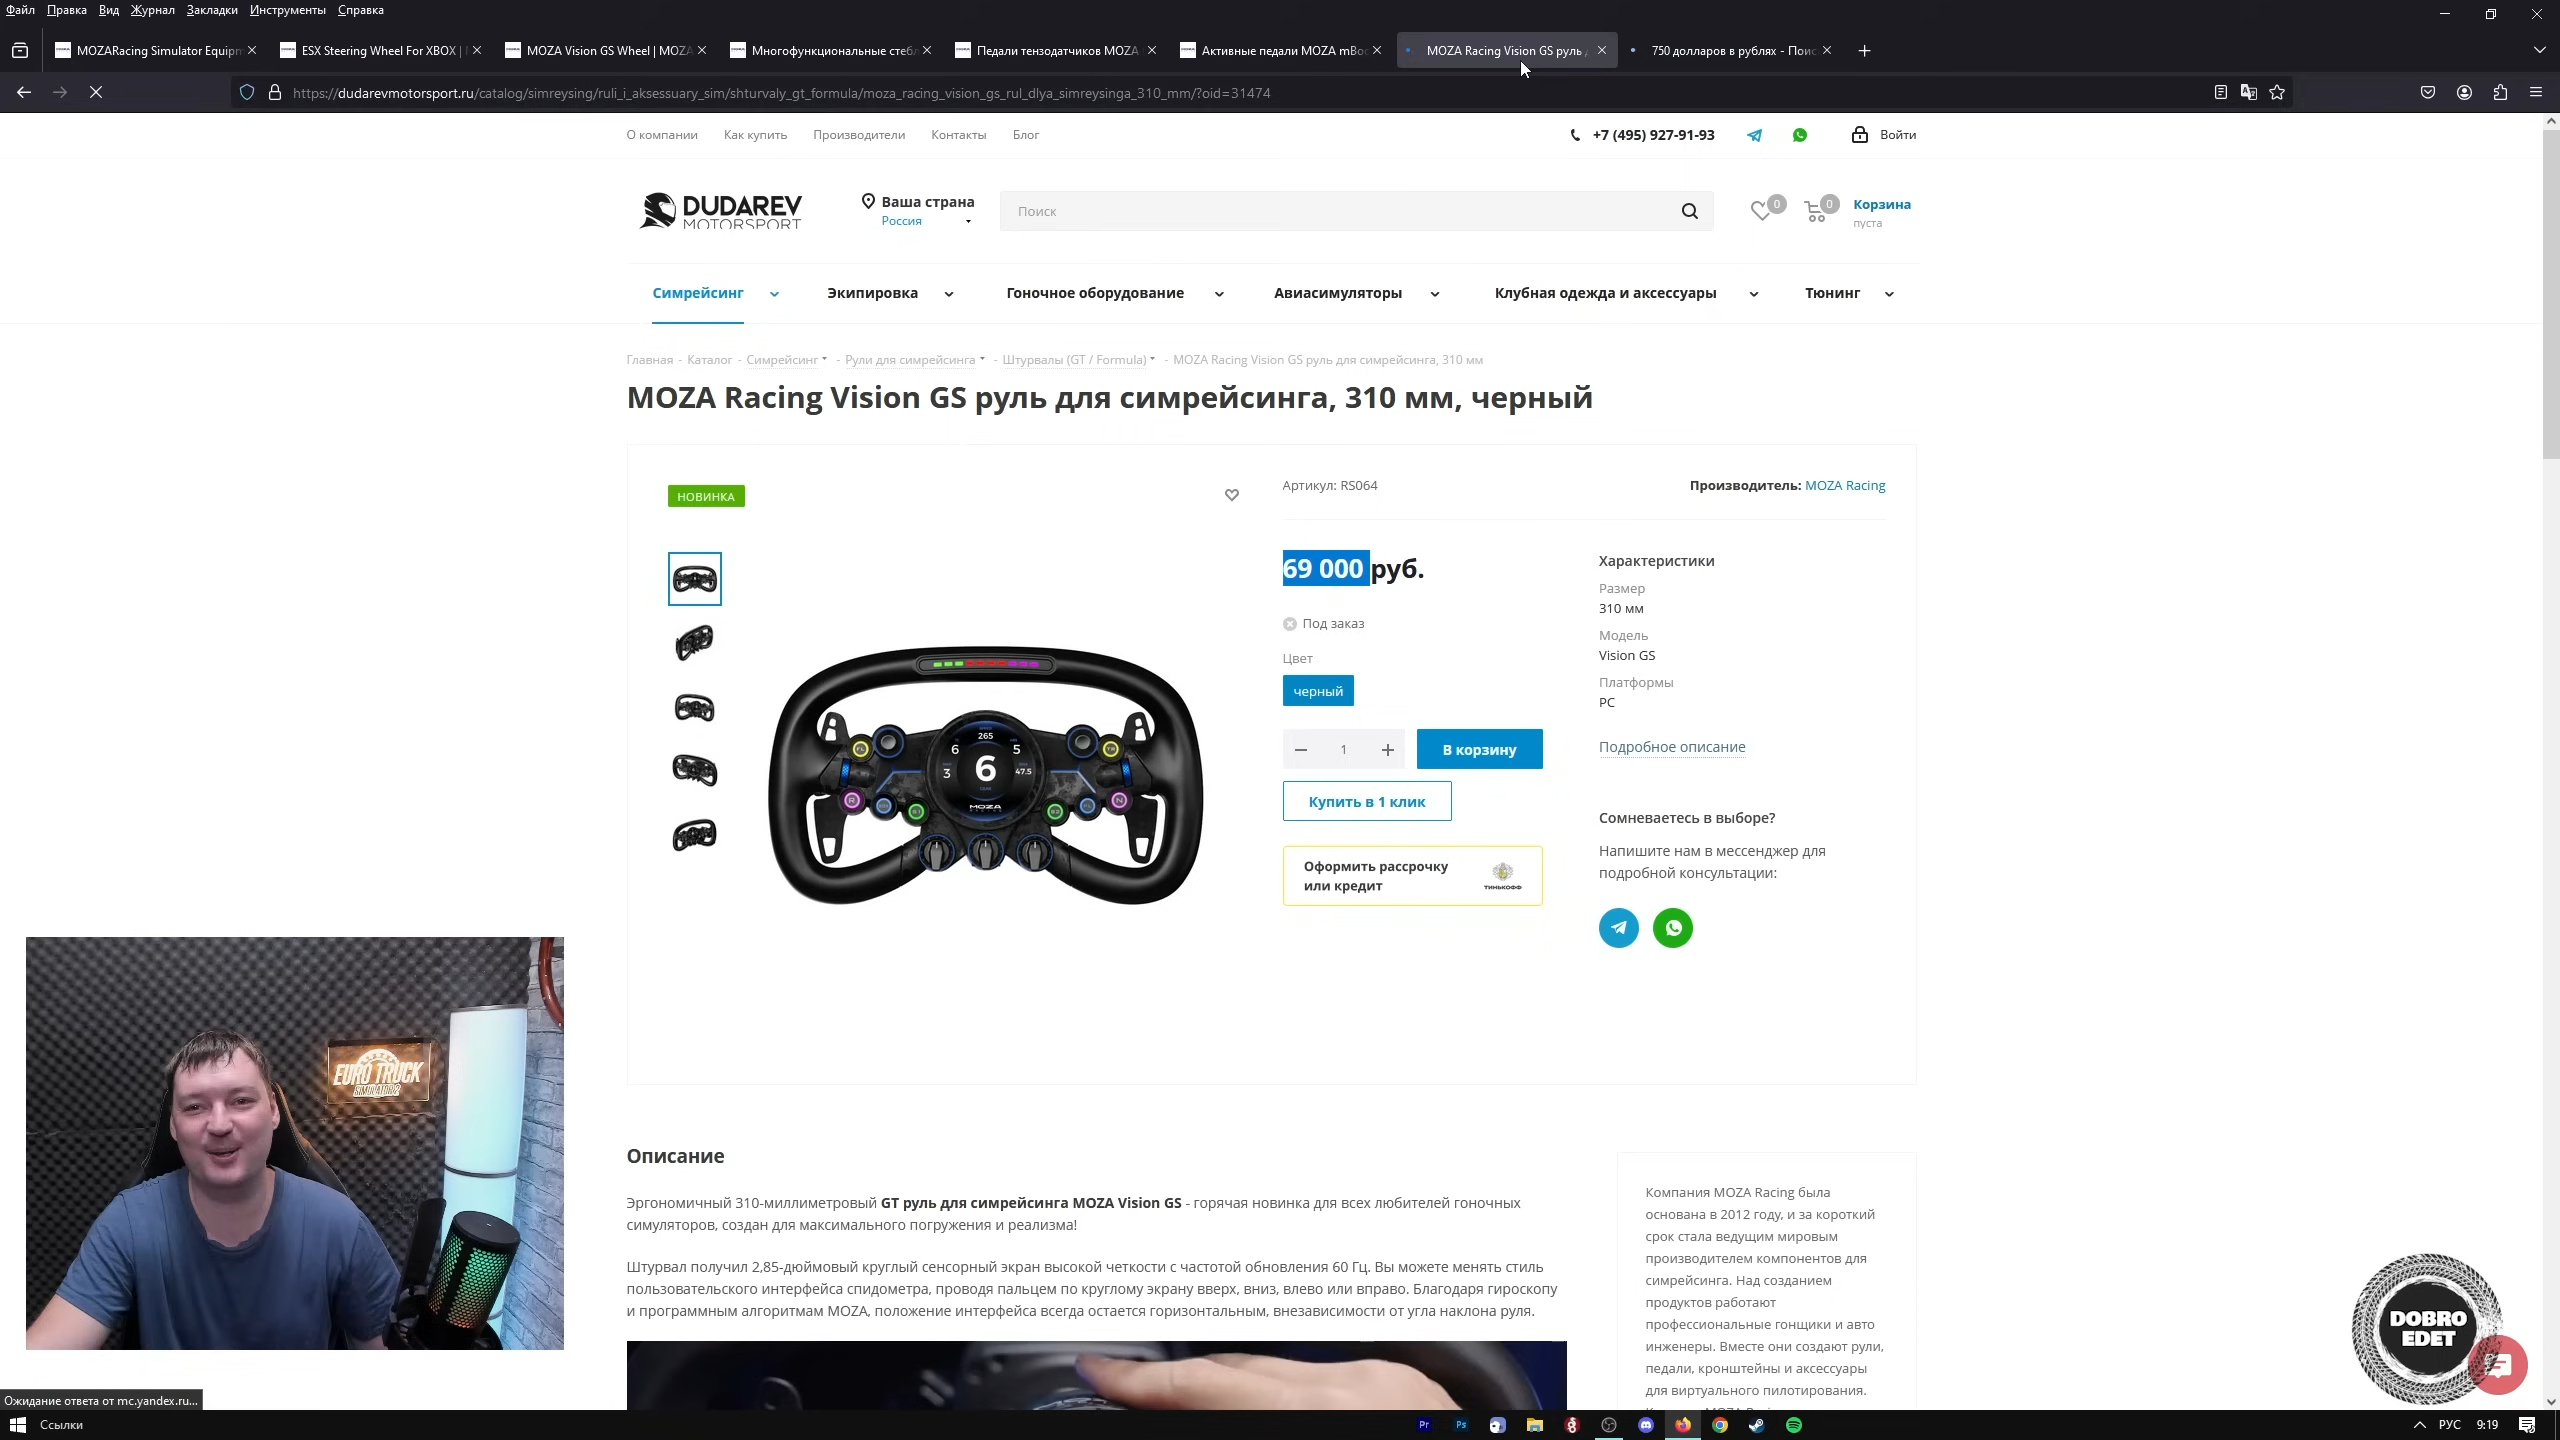 Файл Правка Вид Журнал Закладки Инструменты Справка
MOZARacing Simulator Equipm
ESX Steering Wheel For XBOX |
MOZA Vision GS Wheel | MOZA
Многофункциональные стебл
Педали тензодатчиков MOZA
Активные педали MOZA mBoo
MOZA Racing Vision GS руль
750 долларов в рублях - Поис
https://dudarevmotorsport.ru/catalog/simreysing/ruli_i_aksessuary_sim/shturvaly_gt_formula/moza_racing_vision_gs_rul_dlya_simreysinga_310_mm/?oid=31474
О компании Как купить Производители Контакты Блог
+7 (495) 927-91-93
Войти
DUDAREV
MOTORSPORT
Ваша страна
Россия
Поиск
0
0
Корзина
пуста
Симрейсинг Экипировка Гоночное оборудование Авиасимуляторы Клубная одежда и аксессуары Тюнинг
Главная - Каталог - Симрейсинг - Рули для симрейсинга - Штурвалы (GT / Formula) - MOZA Racing Vision GS руль для симрейсинга, 310 мм
MOZA Racing Vision GS руль для симрейсинга, 310 мм, черный
НОВИНКА
Артикул: RS064
Производитель: MOZA Racing
69 000 руб.
Под заказ
Цвет
черный
1
В корзину
Купить в 1 клик
Оформить рассрочку
или кредит
ТИНЬКОФФ
Характеристики
Размер
310 мм
Модель
Vision GS
Платформы
PC
Подробное описание
Сомневаетесь в выборе?
Напишите нам в мессенджер для
подробной консультации:
265
6 5
6
3 47.5
MOZA
R
N
EURO TRUCK
SIMULATOR 2
Описание
Эргономичный 310-миллиметровый GT руль для симрейсинга MOZA Vision GS - горячая новинка для всех любителей гоночных
симуляторов, создан для максимального погружения и реализма!
Штурвал получил 2,85-дюймовый круглый сенсорный экран высокой четкости с частотой обновления 60 Гц. Вы можете менять стиль
пользовательского интерфейса спидометра, проводя пальцем по круглому экрану вверх, вниз, влево или вправо. Благодаря гироскопу
и программным алгоритмам MOZA, положение интерфейса всегда остается горизонтальным, внезависимости от угла наклона руля.
Компания MOZA Racing была
основана в 2012 году, и за короткий
срок стала ведущим мировым
производителем компонентов для
симрейсинга. Над созданием
продуктов работают
профессиональные гонщики и авто
инженеры. Вместе они создают рули,
педали, кронштейны и аксессуары
для виртуального пилотирования.
DOBRO
EDET
Ожидание ответа от mc.yandex.ru...
Ссылки
Pr
Ps
РУС
9:19